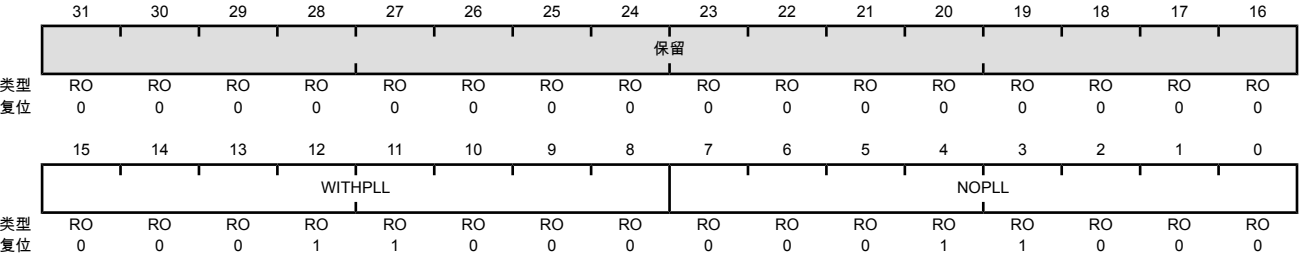 31 30 29 28 27 26 25 24 23 22 21 20 19 18 17 16
保留
类型 RO RO RO RO RO RO RO RO RO RO RO RO RO RO RO RO
复位 0 0 0 0 0 0 0 0 0 0 0 0 0 0 0 0
15 14 13 12 11 10 9 8 7 6 5 4 3 2 1 0
WITHPLL NOPLL
类型 RO RO RO RO RO RO RO RO RO RO RO RO RO RO RO RO
复位 0 0 0 1 1 0 0 0 0 0 0 1 1 0 0 0